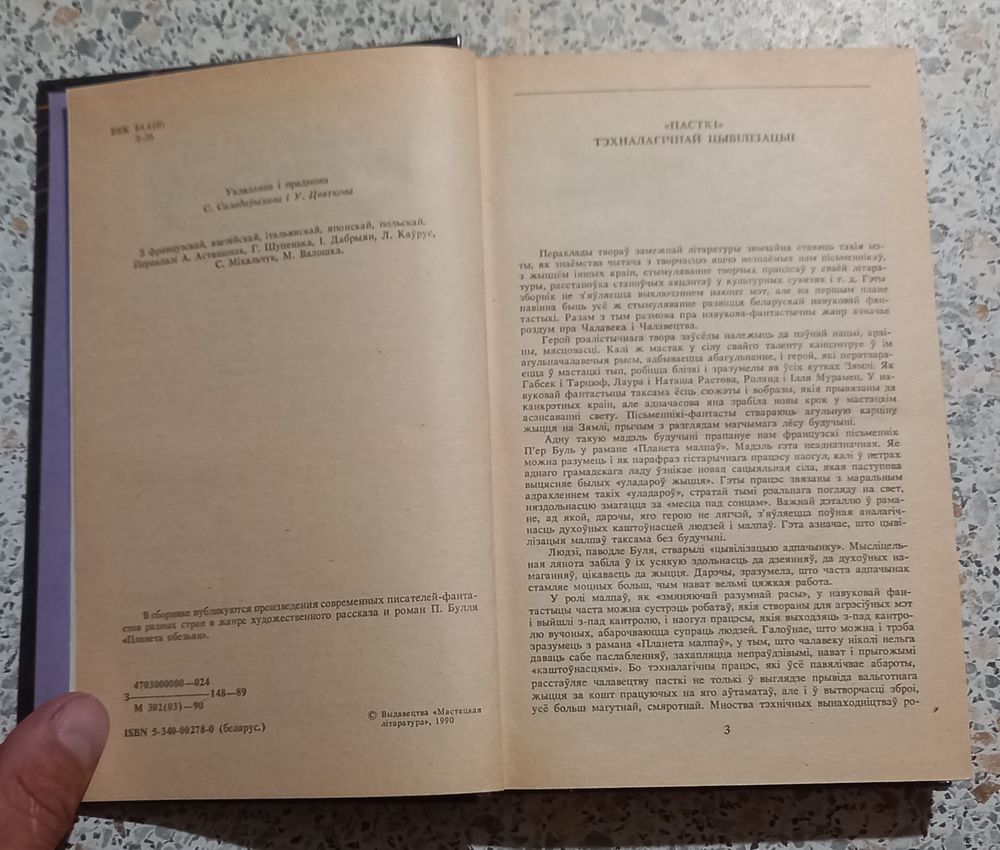 ББК 84.4(0)
З-26
Укладанне і прадмова
С. Саладоўнікава і У. Цвяткова
З французскай, англійскай, італьянскай, японскай, польскай.
Пераклалі А. Асташонак, Г. Шупенька, І. Дабрыян, Л. Каўрус,
С. Міхальчук, М. Валошка.
В сборнике публикуются произведения современных писателей-фанта-
стов разных стран в жанре художественного рассказа и роман П. Булля
«Планета обезьян».
4703000000—024
З————148—89
М 302(03)—90
ISBN 5-340-00278-0 (беларус.)
© Выдавецтва «Мастацкая
літаратура», 1990
«ПАСТКІ»
ТЭХНАЛАГІЧНАЙ ЦЫВІЛІЗАЦЫІ
Пераклады твораў замежнай літаратуры звычайна ставяць такія мэ-
ты, як знаёмства чытача з творчасцю яшчэ незнаёмых нам пісьменнікаў,
з жыццём іншых краін, стымуляванне творчых працэсаў у сваёй літара-
туры, расстаноўка станоўчых акцэнтаў у культурных сувязях і г. д. Гэты
зборнік не з'яўляецца выключэннем наконт мэт, але на першым плане
павінна быць усё ж стымуляванне развіцця беларускай навуковай фан-
тастыкі. Разам з тым размова пра навукова-фантастычны жанр азначае
роздум пра Чалавека і Чалавецтва.
Герой рэалістычнага твора заўсёды належыць да пэўнай нацыі, краі-
ны, мясцовасці. Калі ж мастак у сілу свайго таленту канцэнтруе ў ім
агульначалавечыя рысы, адбываецца абагульненне, і герой, які ператвара-
ецца ў мастацкі тып, робіцца блізкі і зразумелы ва ўсіх кутках Зямлі. Як
Габсек і Тарцюф, Лаура і Наташа Растова, Роланд і Ілля Мурамец. У на-
вуковай фантастыцы таксама ёсць сюжэты і вобразы, якія прывязаны да
канкрэтных краін, але адначасова яна зрабіла новы крок у мастацкім
асэнсаванні свету. Пісьменнікі-фантасты ствараюць агульную карціну
жыцця на Зямлі, прычым з разглядам магчымага лёсу будучыні.
Адну такую мадэль будучыні прапануе нам французскі пісьменнік
П'ер Буль у рамане «Планета малпаў». Мадэль гэта неадназначная. Яе
можна разумець і як парафраз гістарычнага працэсу наогул, калі ў нетрах
аднаго грамадскага ладу ўзнікае новая сацыяльная сіла, якая паступова
выцясняе былых «уладароў жыцця». Гэты працэс звязаны з маральным
адрахленнем такіх «уладароў», стратай тымі рэальнага погляду на свет,
няздольнасцю змагацца за «месца пад сонцам». Важнай дэталлю ў рама-
не, ад якой, дарэчы, яго герою не лягчэй, з'яўляецца поўная аналагіч-
насць духоўных каштоўнасцей людзей і малпаў. Гэта азначае, што цыві-
лізацыя малпаў таксама без будучыні.
Людзі, паводле Буля, стварылі «цывілізацыю адпачынку». Мысліцель-
ная лянота забіла ў іх усякую здольнасць да дзеянняў, да духоўных на-
маганняў, цікавасць да жыцця. Дарэчы, зразумела, што часта адпачынак
стамляе моцных больш, чым нават вельмі цяжкая работа.
У ролі малпаў, як «змяняючай разумнай расы», у навуковай фан-
тастыцы часта можна сустрэць робатаў, якія створаны для агрэсіўных мэт
і выйшлі з-пад кантролю, і наогул працэсы, якія выходзяць з-пад кантро-
лю вучоных, абарочваюцца супраць людзей. Галоўнае, што можна і трэба
зразумець з рамана «Планета малпаў», у тым, што чалавеку ніколі нельга
даваць сабе паслабленняў, захапляцца непраўдзівымі, нават і прыгожымі
«каштоўнасцямі». Бо тэхналагічны працэс, які ўсё павялічвае абароты,
расстаўляе чалавецтву пасткі не толькі ў выглядзе прывіда вальготнага
жыцця за кошт працуючых на яго аўтаматаў, але і ў вытворчасці зброі,
усё больш магутнай, смяротнай. Мноства тэхнічных вынаходніцтваў ро-
3